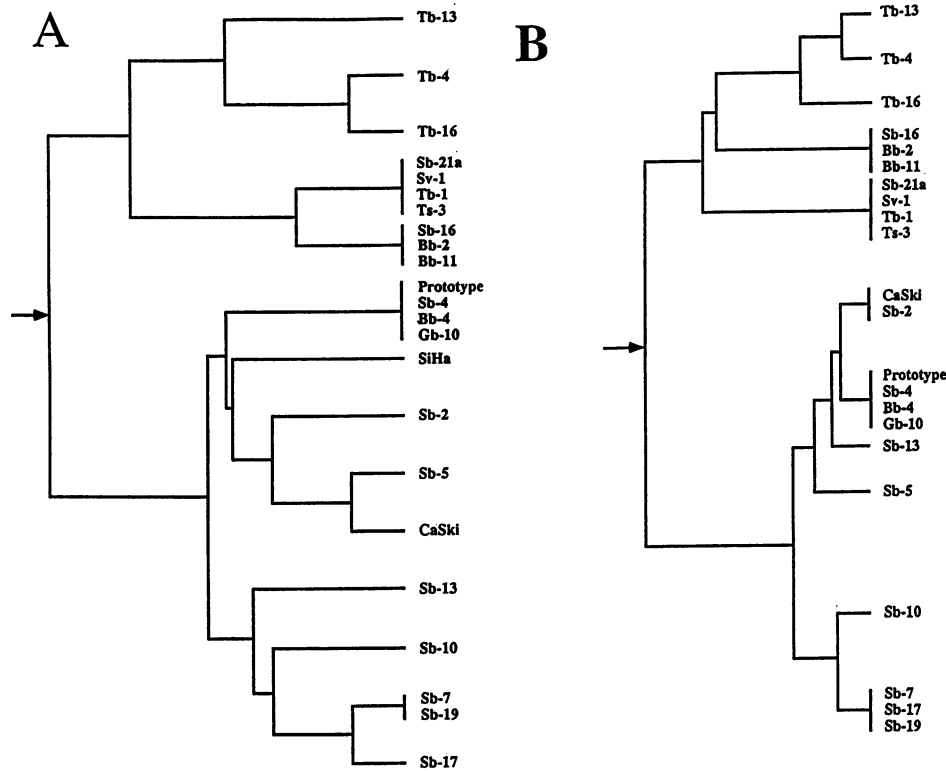 A
Tb-13
Tb-4
Tb-16
Sb-21a
Sv-1
Tb-1
Ts-3
Sb-16
Bb-2
Bb-11
Prototype
Sb-4
Bb-4
Gb-10
SiHa
Sb-2
Sb-5
CaSki
Sb-13
Sb-10
Sb-7
Sb-19
Sb-17
B
Tb-13
Tb-4
Tb-16
Sb-16
Bb-2
Bb-11
Sb-21a
Sv-1
Tb-1
Ts-3
CaSki
Sb-2
Prototype
Sb-4
Bb-4
Gb-10
Sb-13
Sb-5
Sb-10
Sb-7
Sb-17
Sb-19